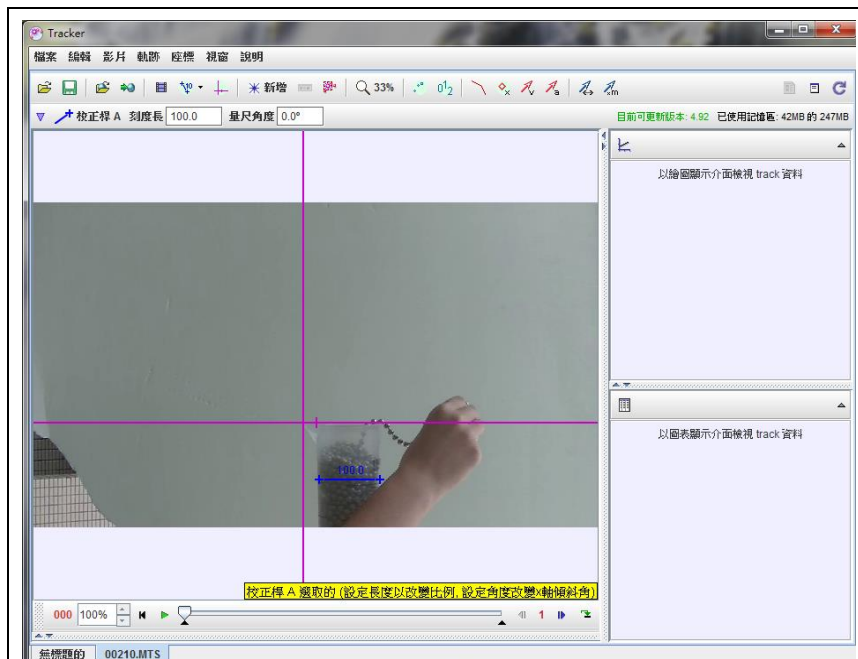 Tracker
檔案 編輯 影片 軌跡 座標 視窗 說明
新增 33%
校正桿 A 刻度長 100.0 量尺角度 0.0° 目前可更新版本: 4.92 已使用記憶區: 42MB 的 247MB
以繪圖顯示介面檢視 track 資料
以圖表顯示介面檢視 track 資料
100.0
校正桿 A 選取的 (設定長度以改變比例, 設定角度改變x軸傾斜角)
000 100% 1
無標題的 00210.MTS